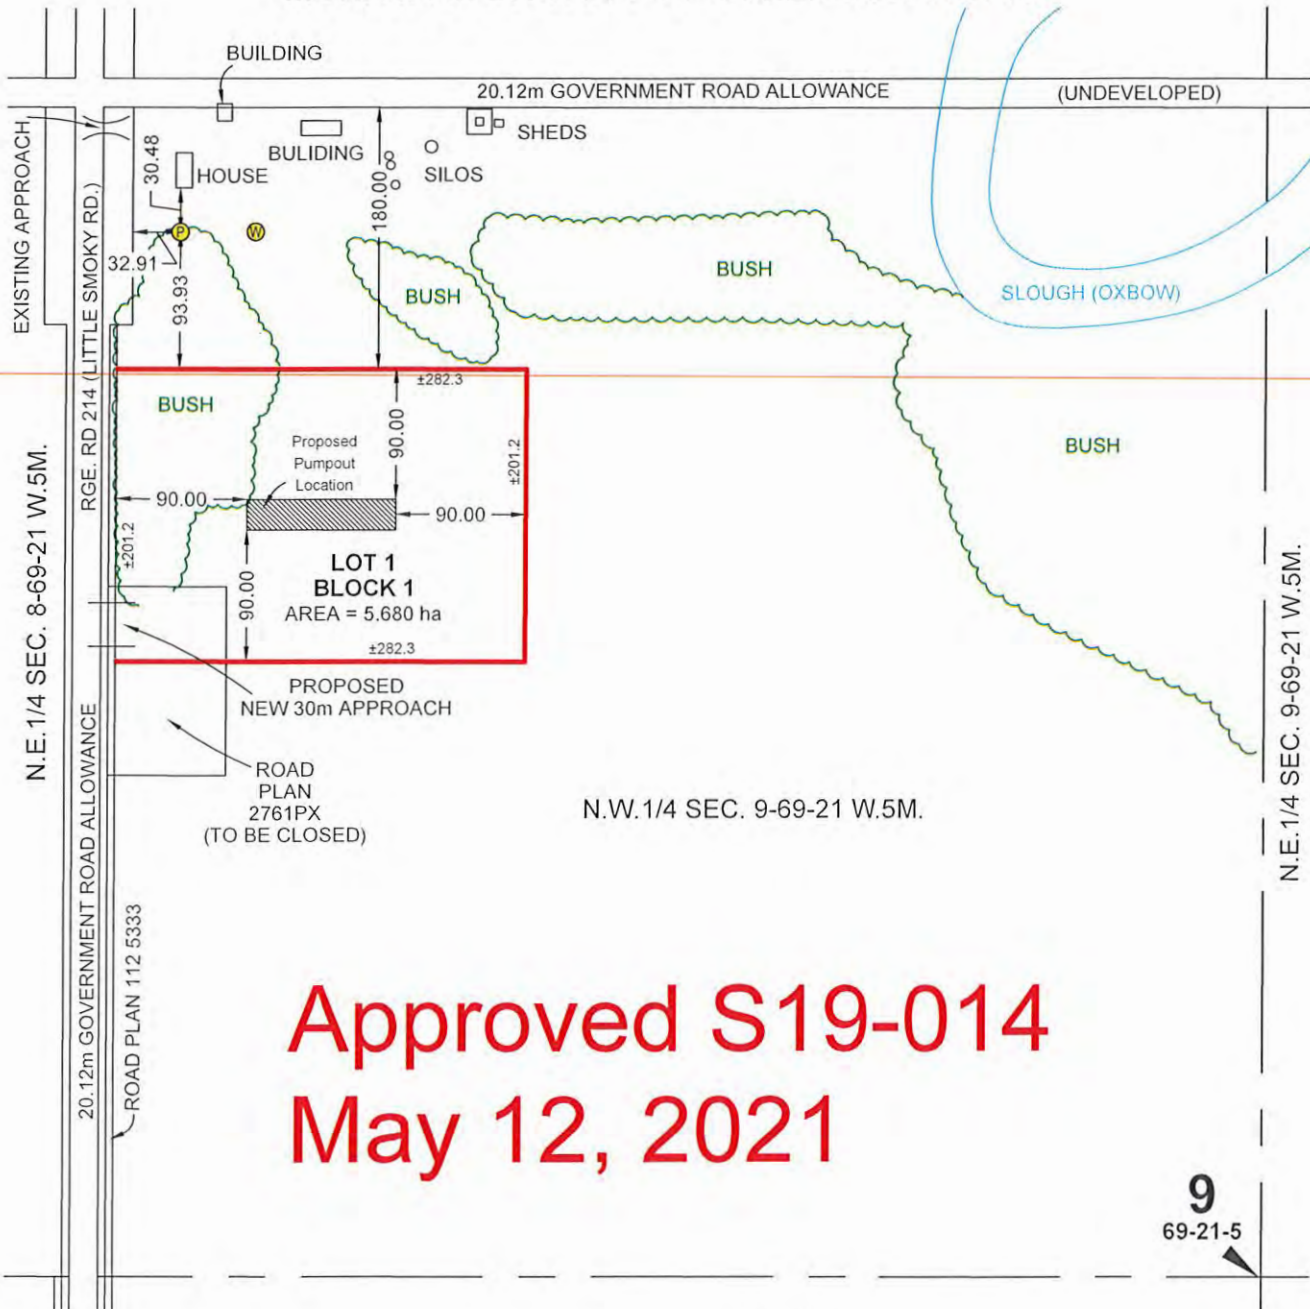 BUILDING
20.12m GOVERNMENT ROAD ALLOWANCE
(UNDEVELOPED)
EXISTING APPROACH
30.48
HOUSE
BULIDING
180.00
SILOS
SHEDS
P
W
32.91
93.93
RGE. RD 214 (LITTLE SMOKY RD.)
BUSH
BUSH
SLOUGH (OXBOW)
±282.3
BUSH
Proposed
Pumpout
Location
90.00
±201.2
BUSH
90.00
90.00
±201.2
LOT 1
BLOCK 1
AREA = 5.680 ha
90.00
±282.3
N.E.1/4 SEC. 8-69-21 W.5M.
PROPOSED
NEW 30m APPROACH
ROAD
PLAN
2761PX
(TO BE CLOSED)
N.W.1/4 SEC. 9-69-21 W.5M.
N.E.1/4 SEC. 9-69-21 W.5M.
20.12m GOVERNMENT ROAD ALLOWANCE
ROAD PLAN 112 5333
Approved S19-014
May 12, 2021
9
69-21-5